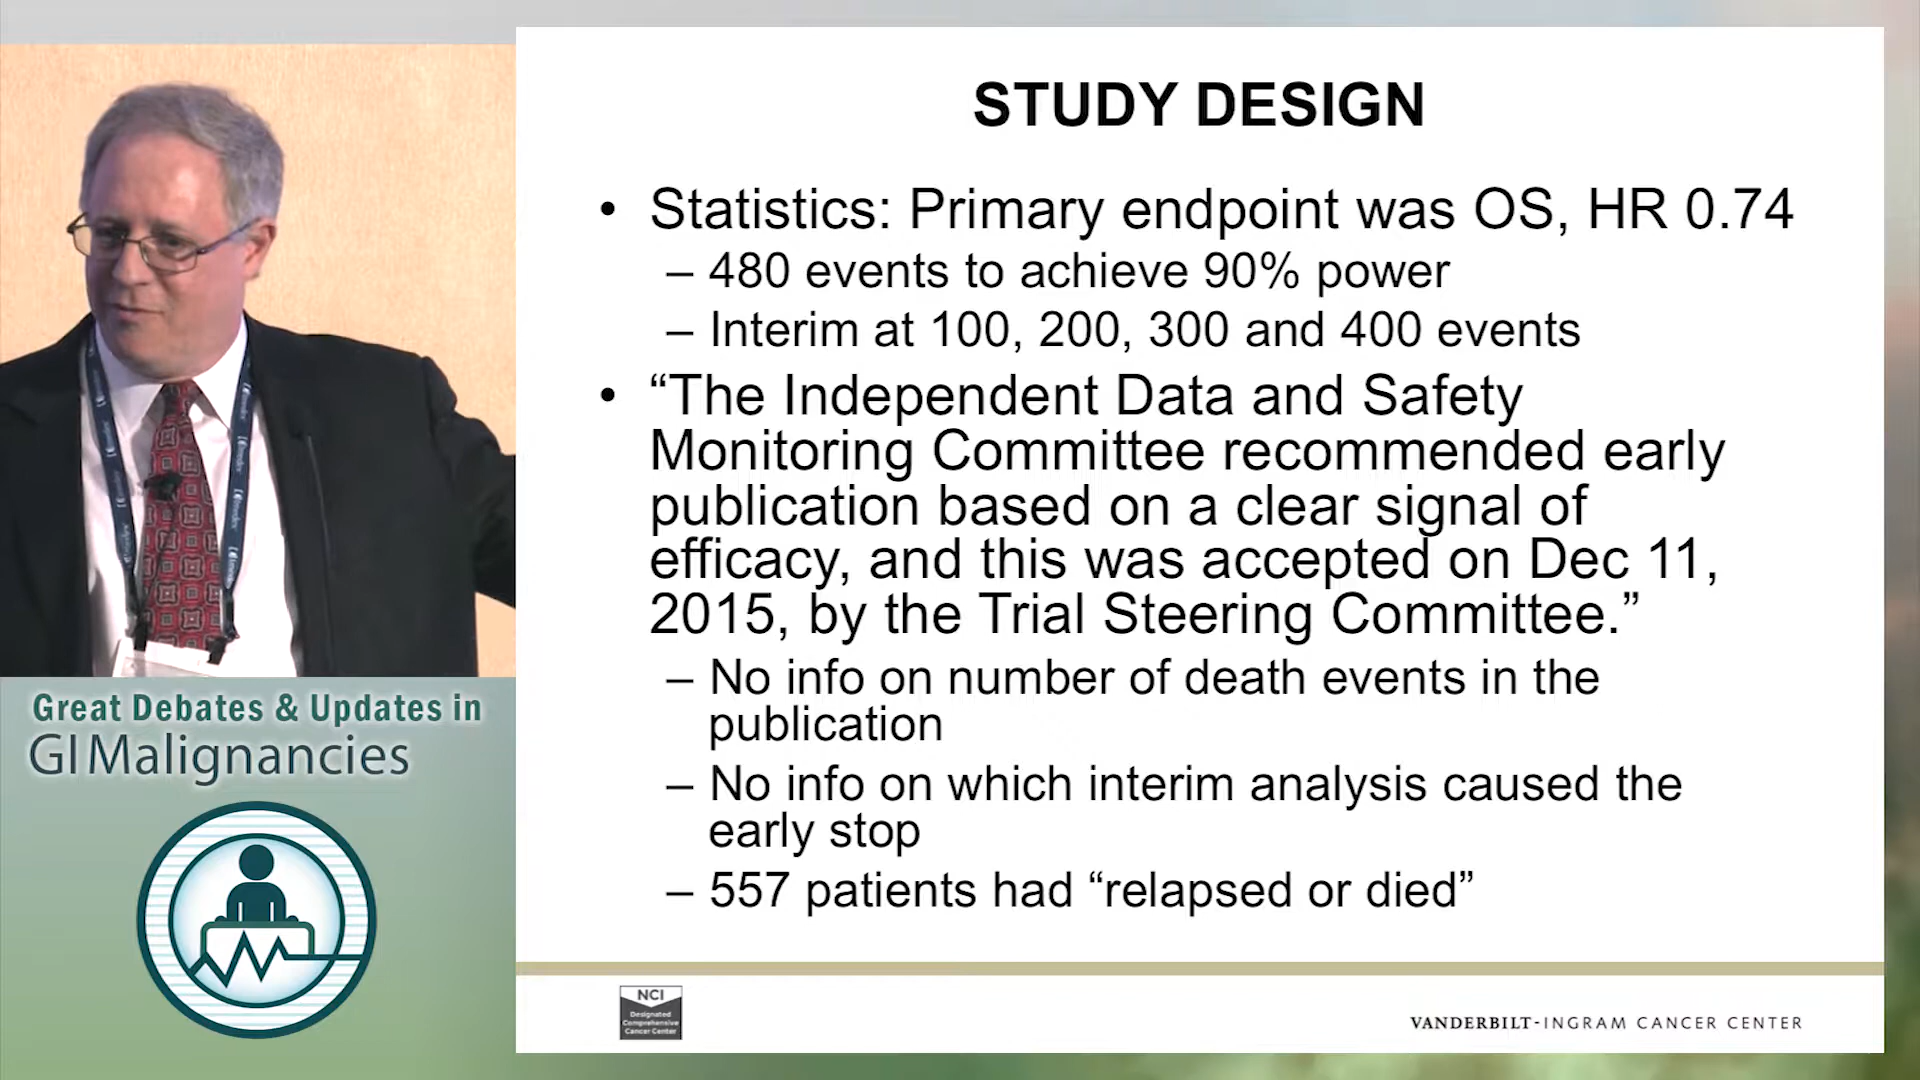 STUDY DESIGN
• Statistics: Primary endpoint was OS, HR 0.74
– 480 events to achieve 90% power
– Interim at 100, 200, 300 and 400 events
• “The Independent Data and Safety
Monitoring Committee recommended early
publication based on a clear signal of
efficacy, and this was accepted on Dec 11,
2015, by the Trial Steering Committee.”
– No info on number of death events in the
publication
– No info on which interim analysis caused the
early stop
– 557 patients had “relapsed or died”
Great Debates & Updates in
GI Malignancies
NCI
Designated
Comprehensive
Cancer Center
VANDERBILT-INGRAM CANCER CENTER